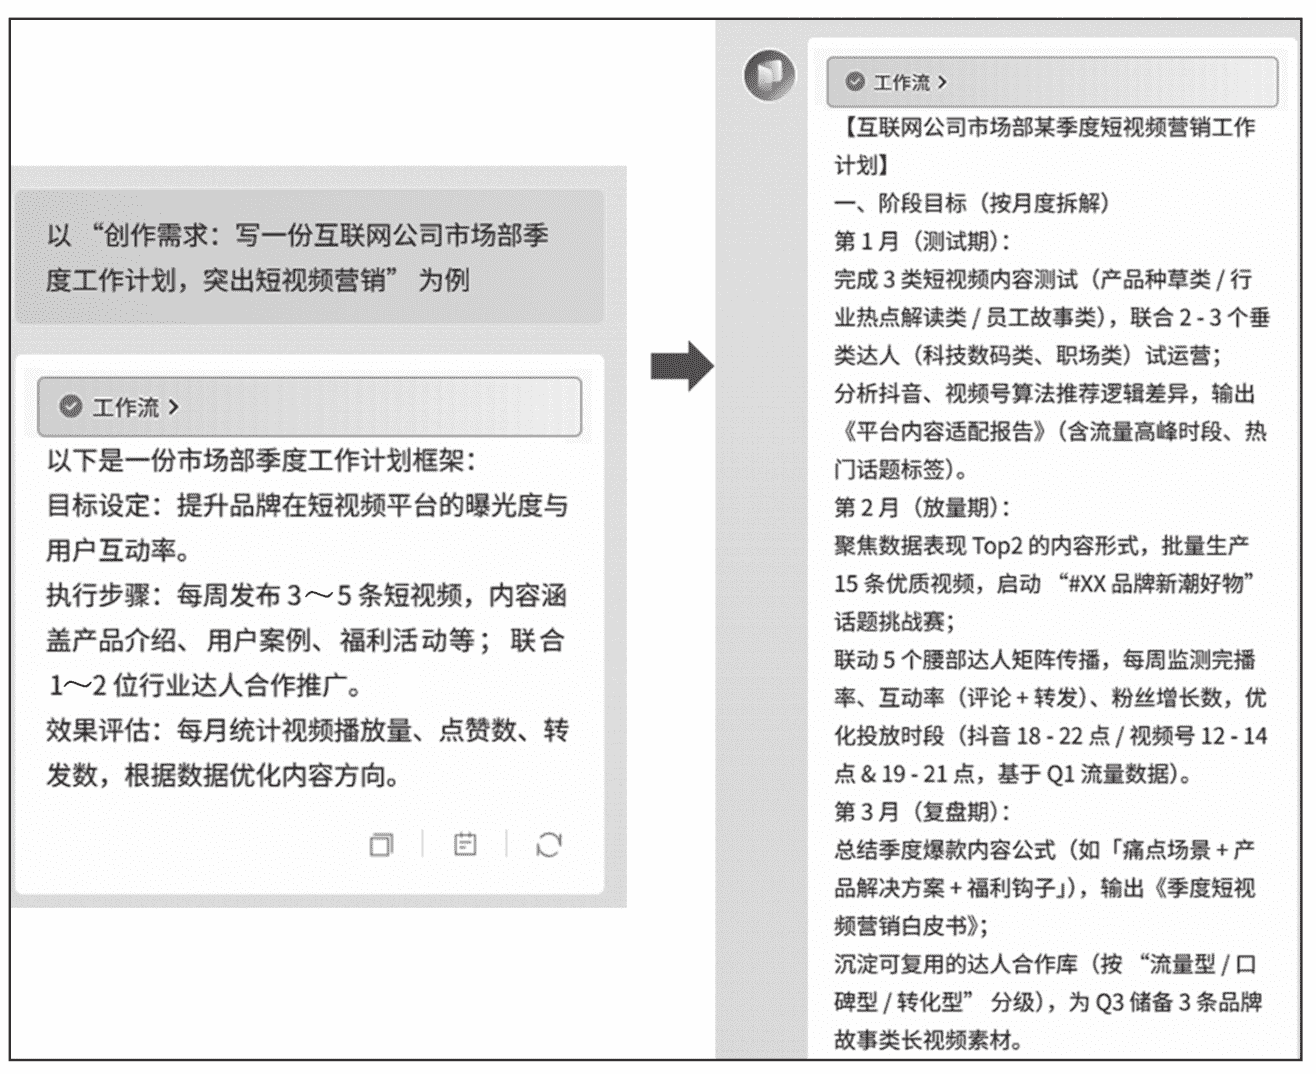 以“创作需求：写一份互联网公司市场部季
度工作计划，突出短视频营销”为例
工作流
以下是一份市场部季度工作计划框架：
目标设定：提升品牌在短视频平台的曝光度与
用户互动率。
执行步骤：每周发布 3～5 条短视频，内容涵
盖产品介绍、用户案例、福利活动等；联合
1～2 位行业达人合作推广。
效果评估：每月统计视频播放量、点赞数、转
发数，根据数据优化内容方向。
工作流
【互联网公司市场部某季度短视频营销工作
计划】
一、阶段目标（按月度拆解）
第 1 月（测试期）：
完成 3 类短视频内容测试（产品种草类 / 行
业热点解读类 / 员工故事类），联合 2 - 3 个垂
类达人（科技数码类、职场类）试运营；
分析抖音、视频号算法推荐逻辑差异，输出
《平台内容适配报告》（含流量高峰时段、热
门话题标签）。
第 2 月（放量期）：
聚焦数据表现 Top2 的内容形式，批量生产
15 条优质视频，启动“#XX 品牌新潮好物”
话题挑战赛；
联动 5 个腰部达人矩阵传播，每周监测完播
率、互动率（评论 + 转发）、粉丝增长数，优
化投放时段（抖音 18 - 22 点 / 视频号 12 - 14
点 & 19 - 21 点，基于 Q1 流量数据）。
第 3 月（复盘期）：
总结季度爆款内容公式（如「痛点场景 + 产
品解决方案 + 福利钩子」），输出《季度短视
频营销白皮书》；
沉淀可复用的达人合作库（按“流量型 / 口
碑型 / 转化型”分级），为 Q3 储备 3 条品牌
故事类长视频素材。